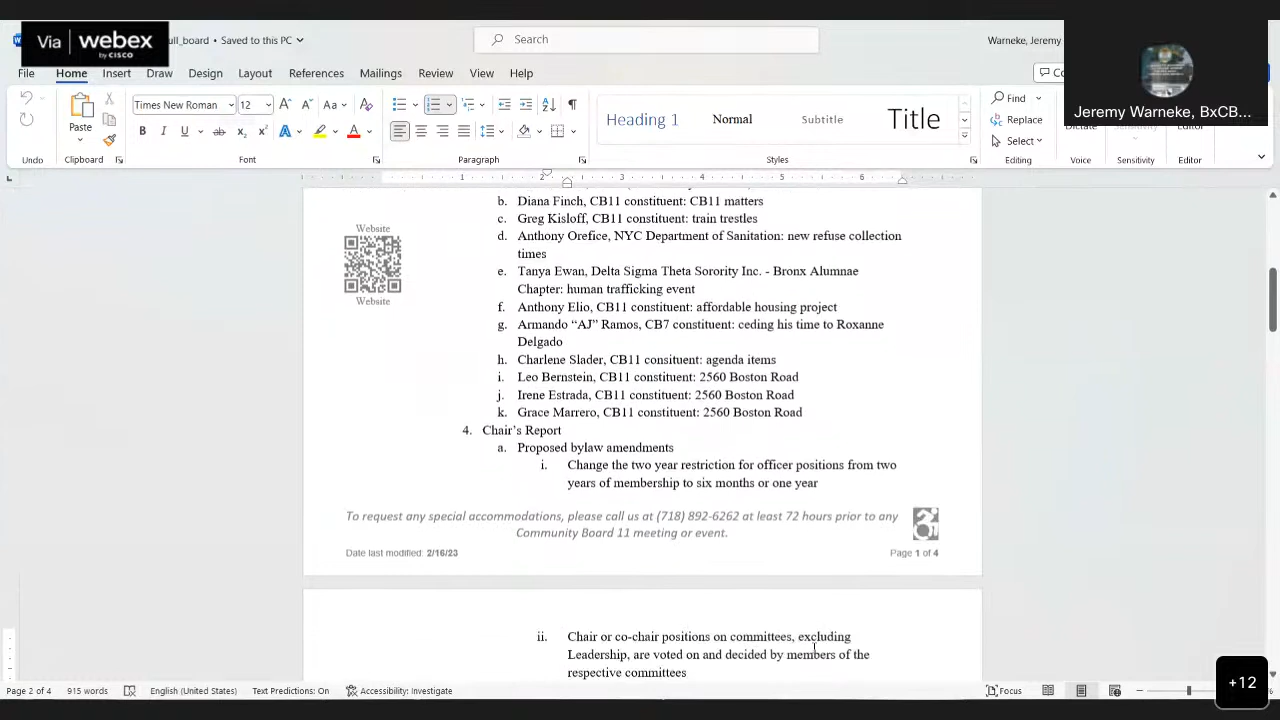 Via webex
by CISCO
ull_board • Saved to this PC
Search
Warneke, Jeremy
Jeremy Warneke, BxCB...
File Home Insert Draw Design Layout References Mailings Review View Help
Co
Times New Roman 12
Aa
Heading 1 Normal Subtitle Title
Find
Replace
Select
Paste
Dictate
Editor
Undo Clipboard Font Paragraph Styles Editing Voice Sensitivity Editor
1 2 3 4 5 6
b. Diana Finch, CB11 constituent: CB11 matters
c. Greg Kisloff, CB11 constituent: train trestles
d. Anthony Orefice, NYC Department of Sanitation: new refuse collection
times
e. Tanya Ewan, Delta Sigma Theta Sorority Inc. - Bronx Alumnae
Chapter: human trafficking event
f. Anthony Elio, CB11 constituent: affordable housing project
g. Armando “AJ” Ramos, CB7 constituent: ceding his time to Roxanne
Delgado
h. Charlene Slader, CB11 consituent: agenda items
i. Leo Bernstein, CB11 constituent: 2560 Boston Road
j. Irene Estrada, CB11 constituent: 2560 Boston Road
k. Grace Marrero, CB11 constituent: 2560 Boston Road
4. Chair’s Report
a. Proposed bylaw amendments
i. Change the two year restriction for officer positions from two
years of membership to six months or one year
Website
Website
To request any special accommodations, please call us at (718) 892-6262 at least 72 hours prior to any
Community Board 11 meeting or event.
Date last modified: 2/16/23
Page 1 of 4
ii. Chair or co-chair positions on committees, excluding
Leadership, are voted on and decided by members of the
respective committees
Page 2 of 4 915 words English (United States) Text Predictions: On Accessibility: Investigate Focus
+12